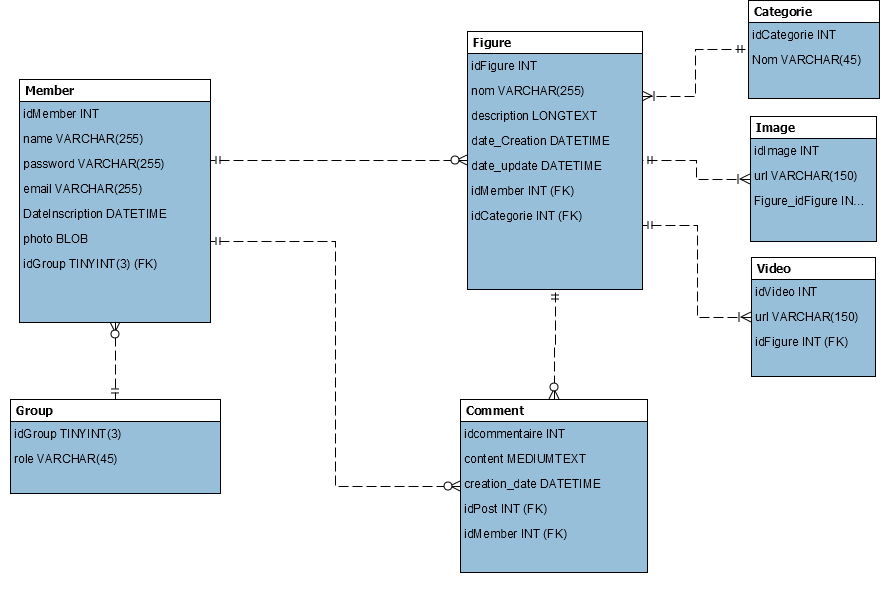 Categorie
idCategorie INT
Nom VARCHAR(45)
Figure
idFigure INT
nom VARCHAR(255)
description LONGTEXT
date_Creation DATETIME
date_update DATETIME
idMember INT (FK)
idCategorie INT (FK)
Member
idMember INT
name VARCHAR(255)
password VARCHAR(255)
email VARCHAR(255)
DateInscription DATETIME
photo BLOB
idGroup TINYINT(3) (FK)
Image
idImage INT
url VARCHAR(150)
Figure_idFigure IN...
Video
idVideo INT
url VARCHAR(150)
idFigure INT (FK)
Group
idGroup TINYINT(3)
role VARCHAR(45)
Comment
idcommentaire INT
content MEDIUMTEXT
creation_date DATETIME
idPost INT (FK)
idMember INT (FK)